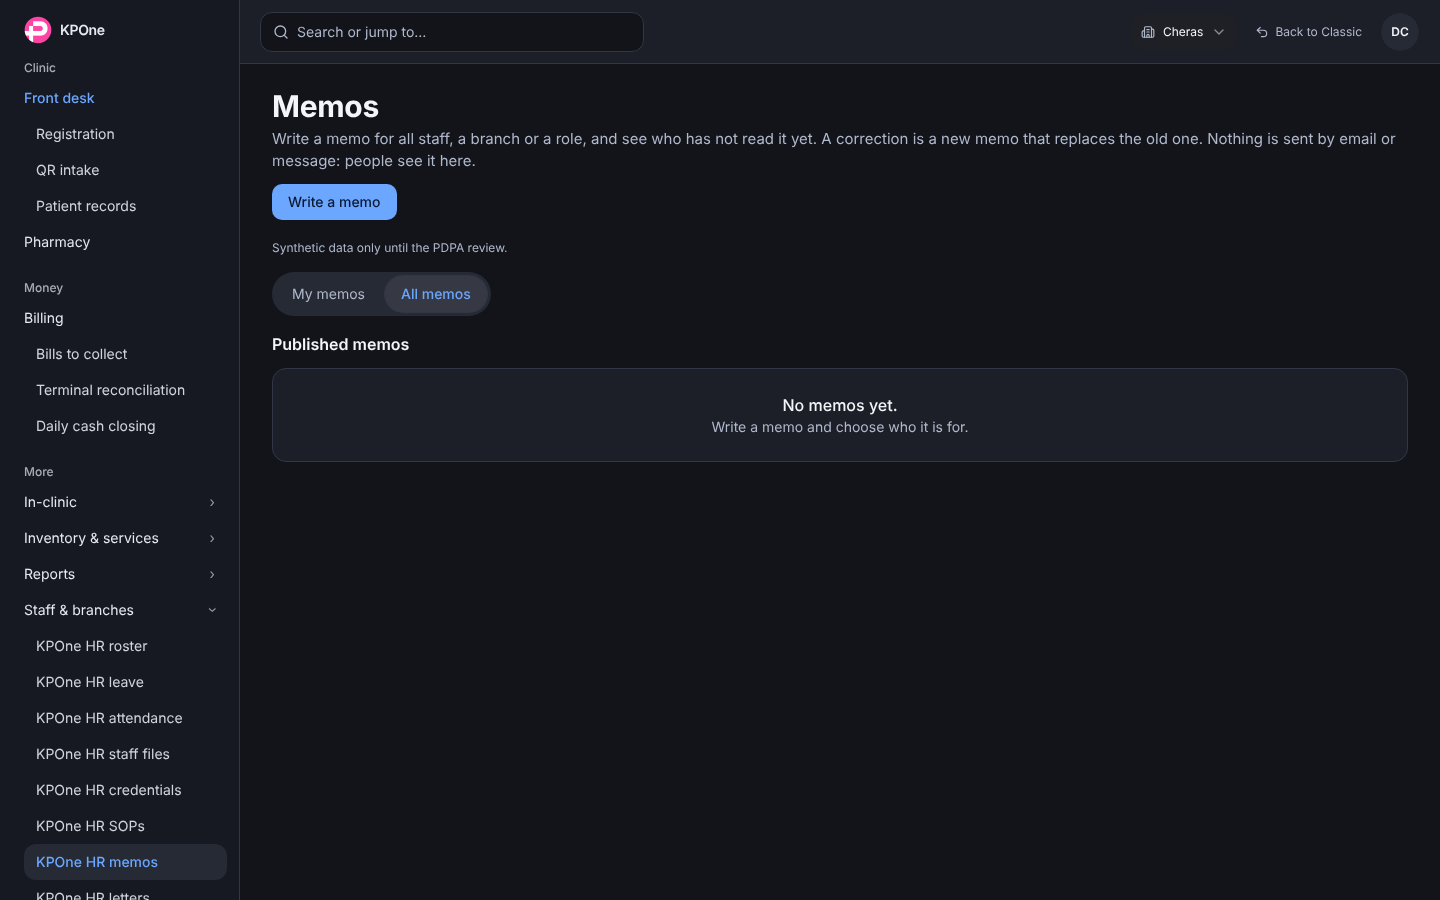 KPOne
Clinic
Front desk
Registration
QR intake
Patient records
Pharmacy
Money
Billing
Bills to collect
Terminal reconciliation
Daily cash closing
More
In-clinic
Inventory & services
Reports
Staff & branches
KPOne HR roster
KPOne HR leave
KPOne HR attendance
KPOne HR staff files
KPOne HR credentials
KPOne HR SOPs
KPOne HR memos
KPOne HR letters
Search or jump to...
Cheras
Back to Classic
DC
Memos
Write a memo for all staff, a branch or a role, and see who has not read it yet. A correction is a new memo that replaces the old one. Nothing is sent by email or
message: people see it here.
Write a memo
Synthetic data only until the PDPA review.
My memos
All memos
Published memos
No memos yet.
Write a memo and choose who it is for.